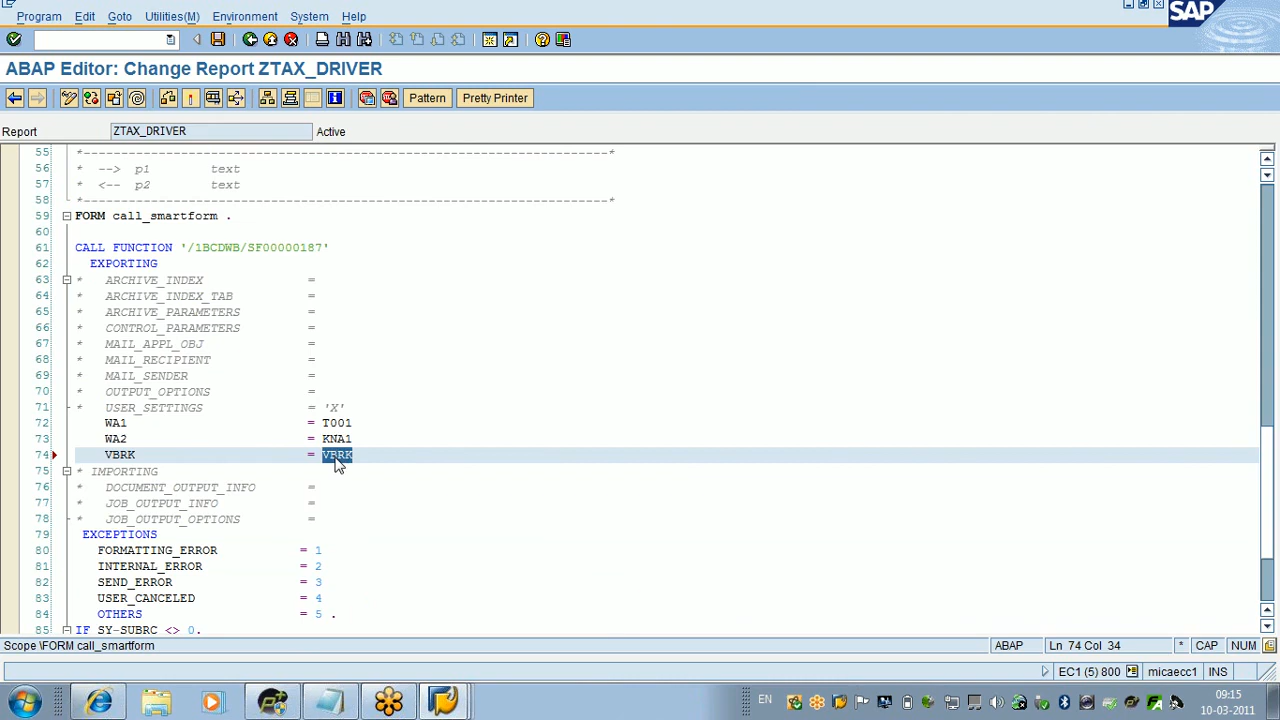 Program Edit Goto Utilities(M) Environment System Help
SAP
ABAP Editor: Change Report ZTAX_DRIVER
Pattern Pretty Printer
Report ZTAX_DRIVER Active
55 *----------------------------------------------------------------------*
56 * --> p1 text
57 * <-- p2 text
58 *----------------------------------------------------------------------*
59 FORM call_smartform .
60
61 CALL FUNCTION '/1BCDWB/SF00000187'
62 EXPORTING
63 * ARCHIVE_INDEX =
64 * ARCHIVE_INDEX_TAB =
65 * ARCHIVE_PARAMETERS =
66 * CONTROL_PARAMETERS =
67 * MAIL_APPL_OBJ =
68 * MAIL_RECIPIENT =
69 * MAIL_SENDER =
70 * OUTPUT_OPTIONS =
71 * USER_SETTINGS = 'X'
72 WA1 = T001
73 WA2 = KNA1
74 VBRK = VBRK
75 * IMPORTING
76 * DOCUMENT_OUTPUT_INFO =
77 * JOB_OUTPUT_INFO =
78 * JOB_OUTPUT_OPTIONS =
79 EXCEPTIONS
80 FORMATTING_ERROR = 1
81 INTERNAL_ERROR = 2
82 SEND_ERROR = 3
83 USER_CANCELED = 4
84 OTHERS = 5 .
85 IF SY-SUBRC <> 0.
Scope \FORM call_smartform ABAP Ln 74 Col 34 * CAP NUM
EC1 (5) 800 micaecc1 INS
EN 09:15
10-03-2011